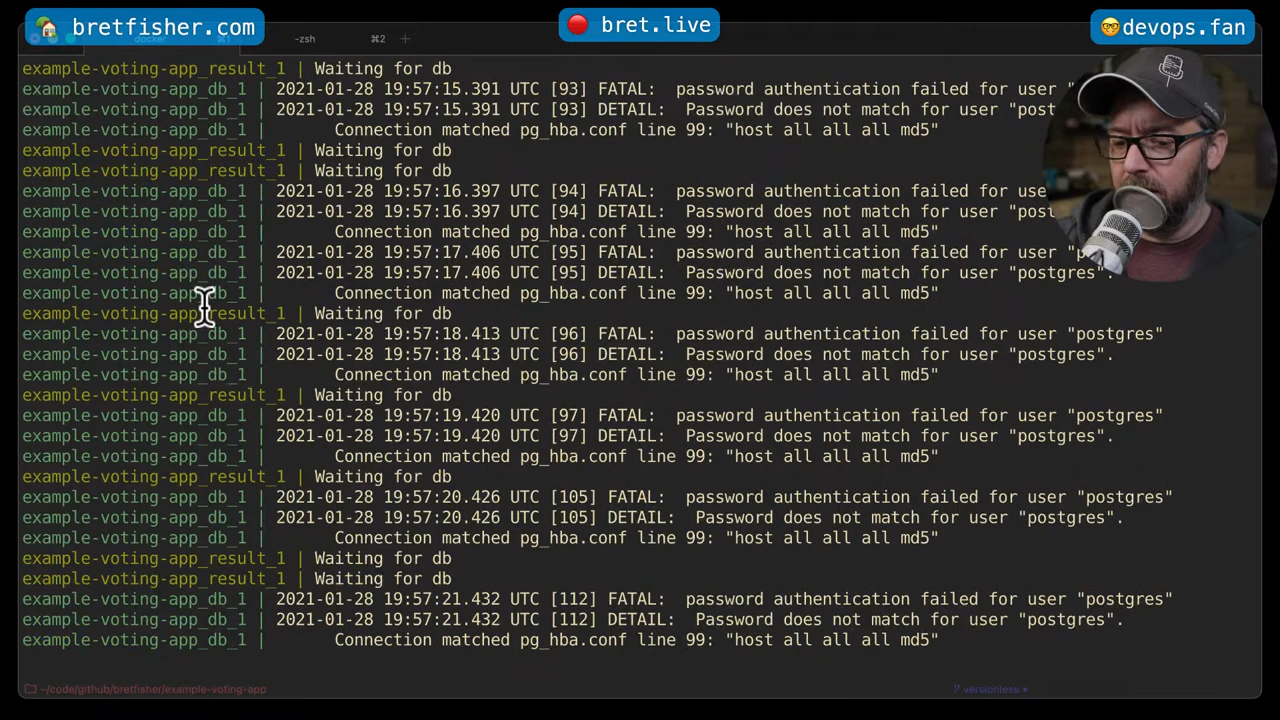 bretfisher.com
bret.live
devops.fan
docker ⌘1
-zsh ⌘2 +
example-voting-app_result_1 | Waiting for db
example-voting-app_db_1 | 2021-01-28 19:57:15.391 UTC [93] FATAL:  password authentication failed for user "
example-voting-app_db_1 | 2021-01-28 19:57:15.391 UTC [93] DETAIL:  Password does not match for user "post
example-voting-app_db_1 |        Connection matched pg_hba.conf line 99: "host all all all md5"
example-voting-app_result_1 | Waiting for db
example-voting-app_result_1 | Waiting for db
example-voting-app_db_1 | 2021-01-28 19:57:16.397 UTC [94] FATAL:  password authentication failed for user "
example-voting-app_db_1 | 2021-01-28 19:57:16.397 UTC [94] DETAIL:  Password does not match for user "post
example-voting-app_db_1 |        Connection matched pg_hba.conf line 99: "host all all all md5"
example-voting-app_db_1 | 2021-01-28 19:57:17.406 UTC [95] FATAL:  password authentication failed for user "p
example-voting-app_db_1 | 2021-01-28 19:57:17.406 UTC [95] DETAIL:  Password does not match for user "postgres".
example-voting-app_db_1 |        Connection matched pg_hba.conf line 99: "host all all all md5"
example-voting-app_result_1 | Waiting for db
example-voting-app_db_1 | 2021-01-28 19:57:18.413 UTC [96] FATAL:  password authentication failed for user "postgres"
example-voting-app_db_1 | 2021-01-28 19:57:18.413 UTC [96] DETAIL:  Password does not match for user "postgres".
example-voting-app_db_1 |        Connection matched pg_hba.conf line 99: "host all all all md5"
example-voting-app_result_1 | Waiting for db
example-voting-app_db_1 | 2021-01-28 19:57:19.420 UTC [97] FATAL:  password authentication failed for user "postgres"
example-voting-app_db_1 | 2021-01-28 19:57:19.420 UTC [97] DETAIL:  Password does not match for user "postgres".
example-voting-app_db_1 |        Connection matched pg_hba.conf line 99: "host all all all md5"
example-voting-app_result_1 | Waiting for db
example-voting-app_db_1 | 2021-01-28 19:57:20.426 UTC [105] FATAL:  password authentication failed for user "postgres"
example-voting-app_db_1 | 2021-01-28 19:57:20.426 UTC [105] DETAIL:  Password does not match for user "postgres".
example-voting-app_db_1 |        Connection matched pg_hba.conf line 99: "host all all all md5"
example-voting-app_result_1 | Waiting for db
example-voting-app_result_1 | Waiting for db
example-voting-app_db_1 | 2021-01-28 19:57:21.432 UTC [112] FATAL:  password authentication failed for user "postgres"
example-voting-app_db_1 | 2021-01-28 19:57:21.432 UTC [112] DETAIL:  Password does not match for user "postgres".
example-voting-app_db_1 |        Connection matched pg_hba.conf line 99: "host all all all md5"
~/code/github/bretfisher/example-voting-app
versionless